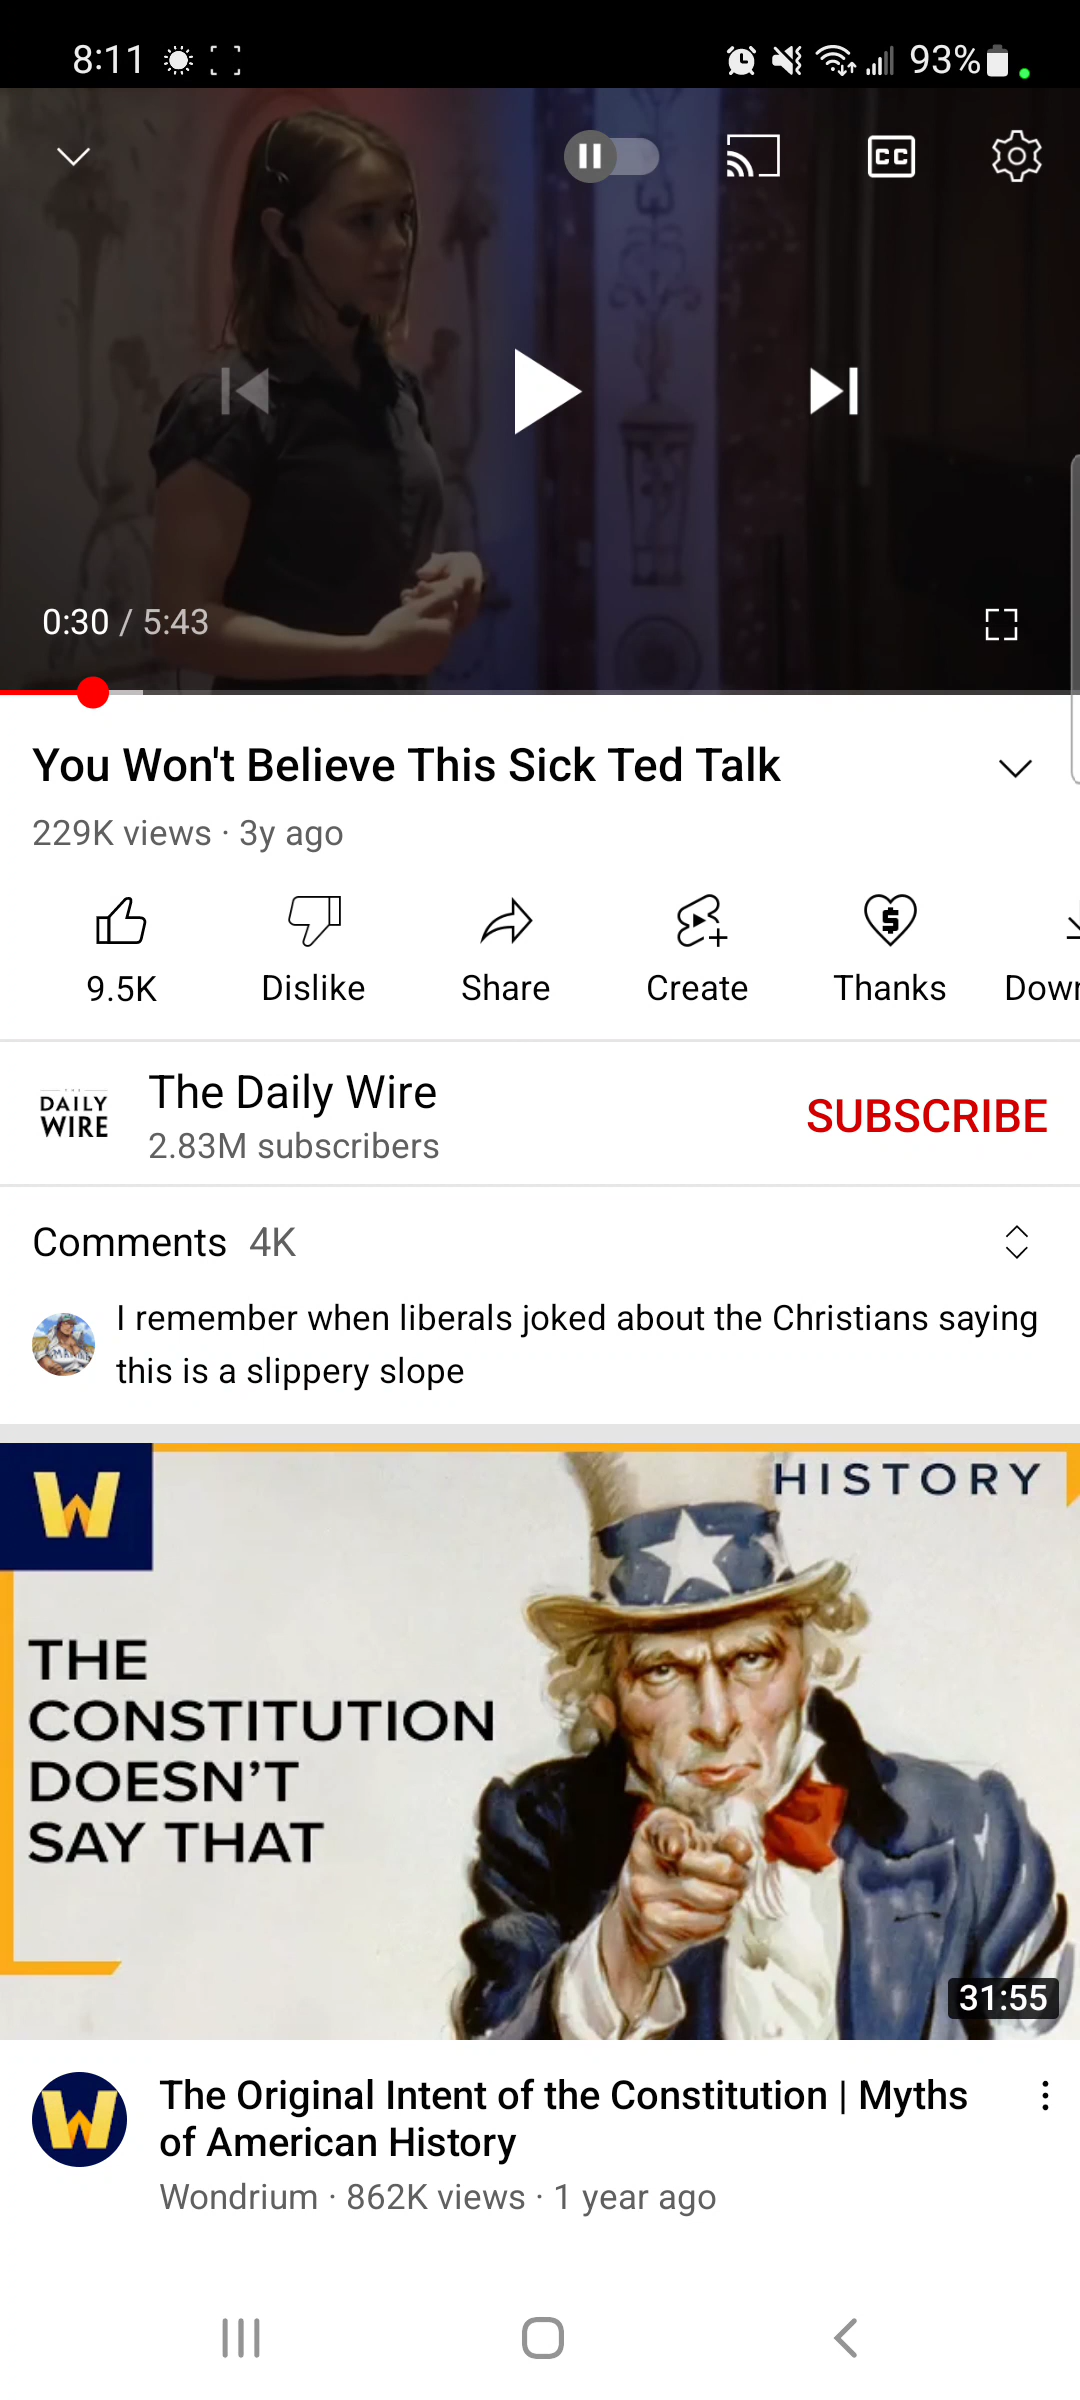 8:11 93%
CC
0:30 / 5:43
You Won't Believe This Sick Ted Talk
229K views · 3y ago
9.5K Dislike Share Create Thanks Down
THE DAILY WIRE
The Daily Wire
2.83M subscribers
SUBSCRIBE
Comments 4K
I remember when liberals joked about the Christians saying
this is a slippery slope
W
HISTORY
THE
CONSTITUTION
DOESN'T
SAY THAT
31:55
W
The Original Intent of the Constitution | Myths
of American History
Wondrium · 862K views · 1 year ago